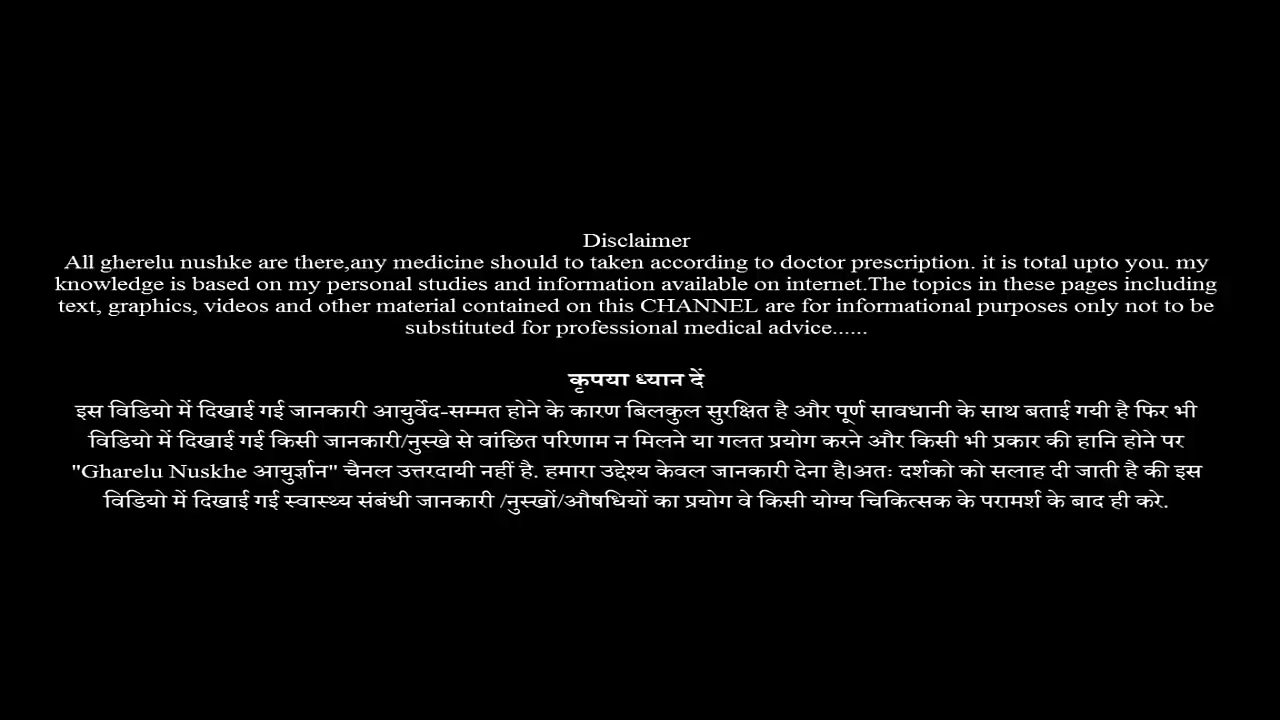 Disclaimer
All gherelu nushke are there,any medicine should to taken according to doctor prescription. it is total upto you. my
knowledge is based on my personal studies and information available on internet.The topics in these pages including
text, graphics, videos and other material contained on this CHANNEL are for informational purposes only not to be
substituted for professional medical advice......
कृपया ध्यान दें
इस विडियो में दिखाई गई जानकारी आयुर्वेद-सम्मत होने के कारण बिलकुल सुरक्षित है और पूर्ण सावधानी के साथ बताई गयी है फिर भी
विडियो में दिखाई गई किसी जानकारी/नुस्खे से वांछित परिणाम न मिलने या गलत प्रयोग करने और किसी भी प्रकार की हानि होने पर
"Gharelu Nuskhe आयुर्ज्ञान" चैनल उत्तरदायी नहीं है. हमारा उद्देश्य केवल जानकारी देना है।अतः दर्शको को सलाह दी जाती है की इस
विडियो में दिखाई गई स्वास्थ्य संबंधी जानकारी /नुस्खों/औषधियों का प्रयोग वे किसी योग्य चिकित्सक के परामर्श के बाद ही करे.